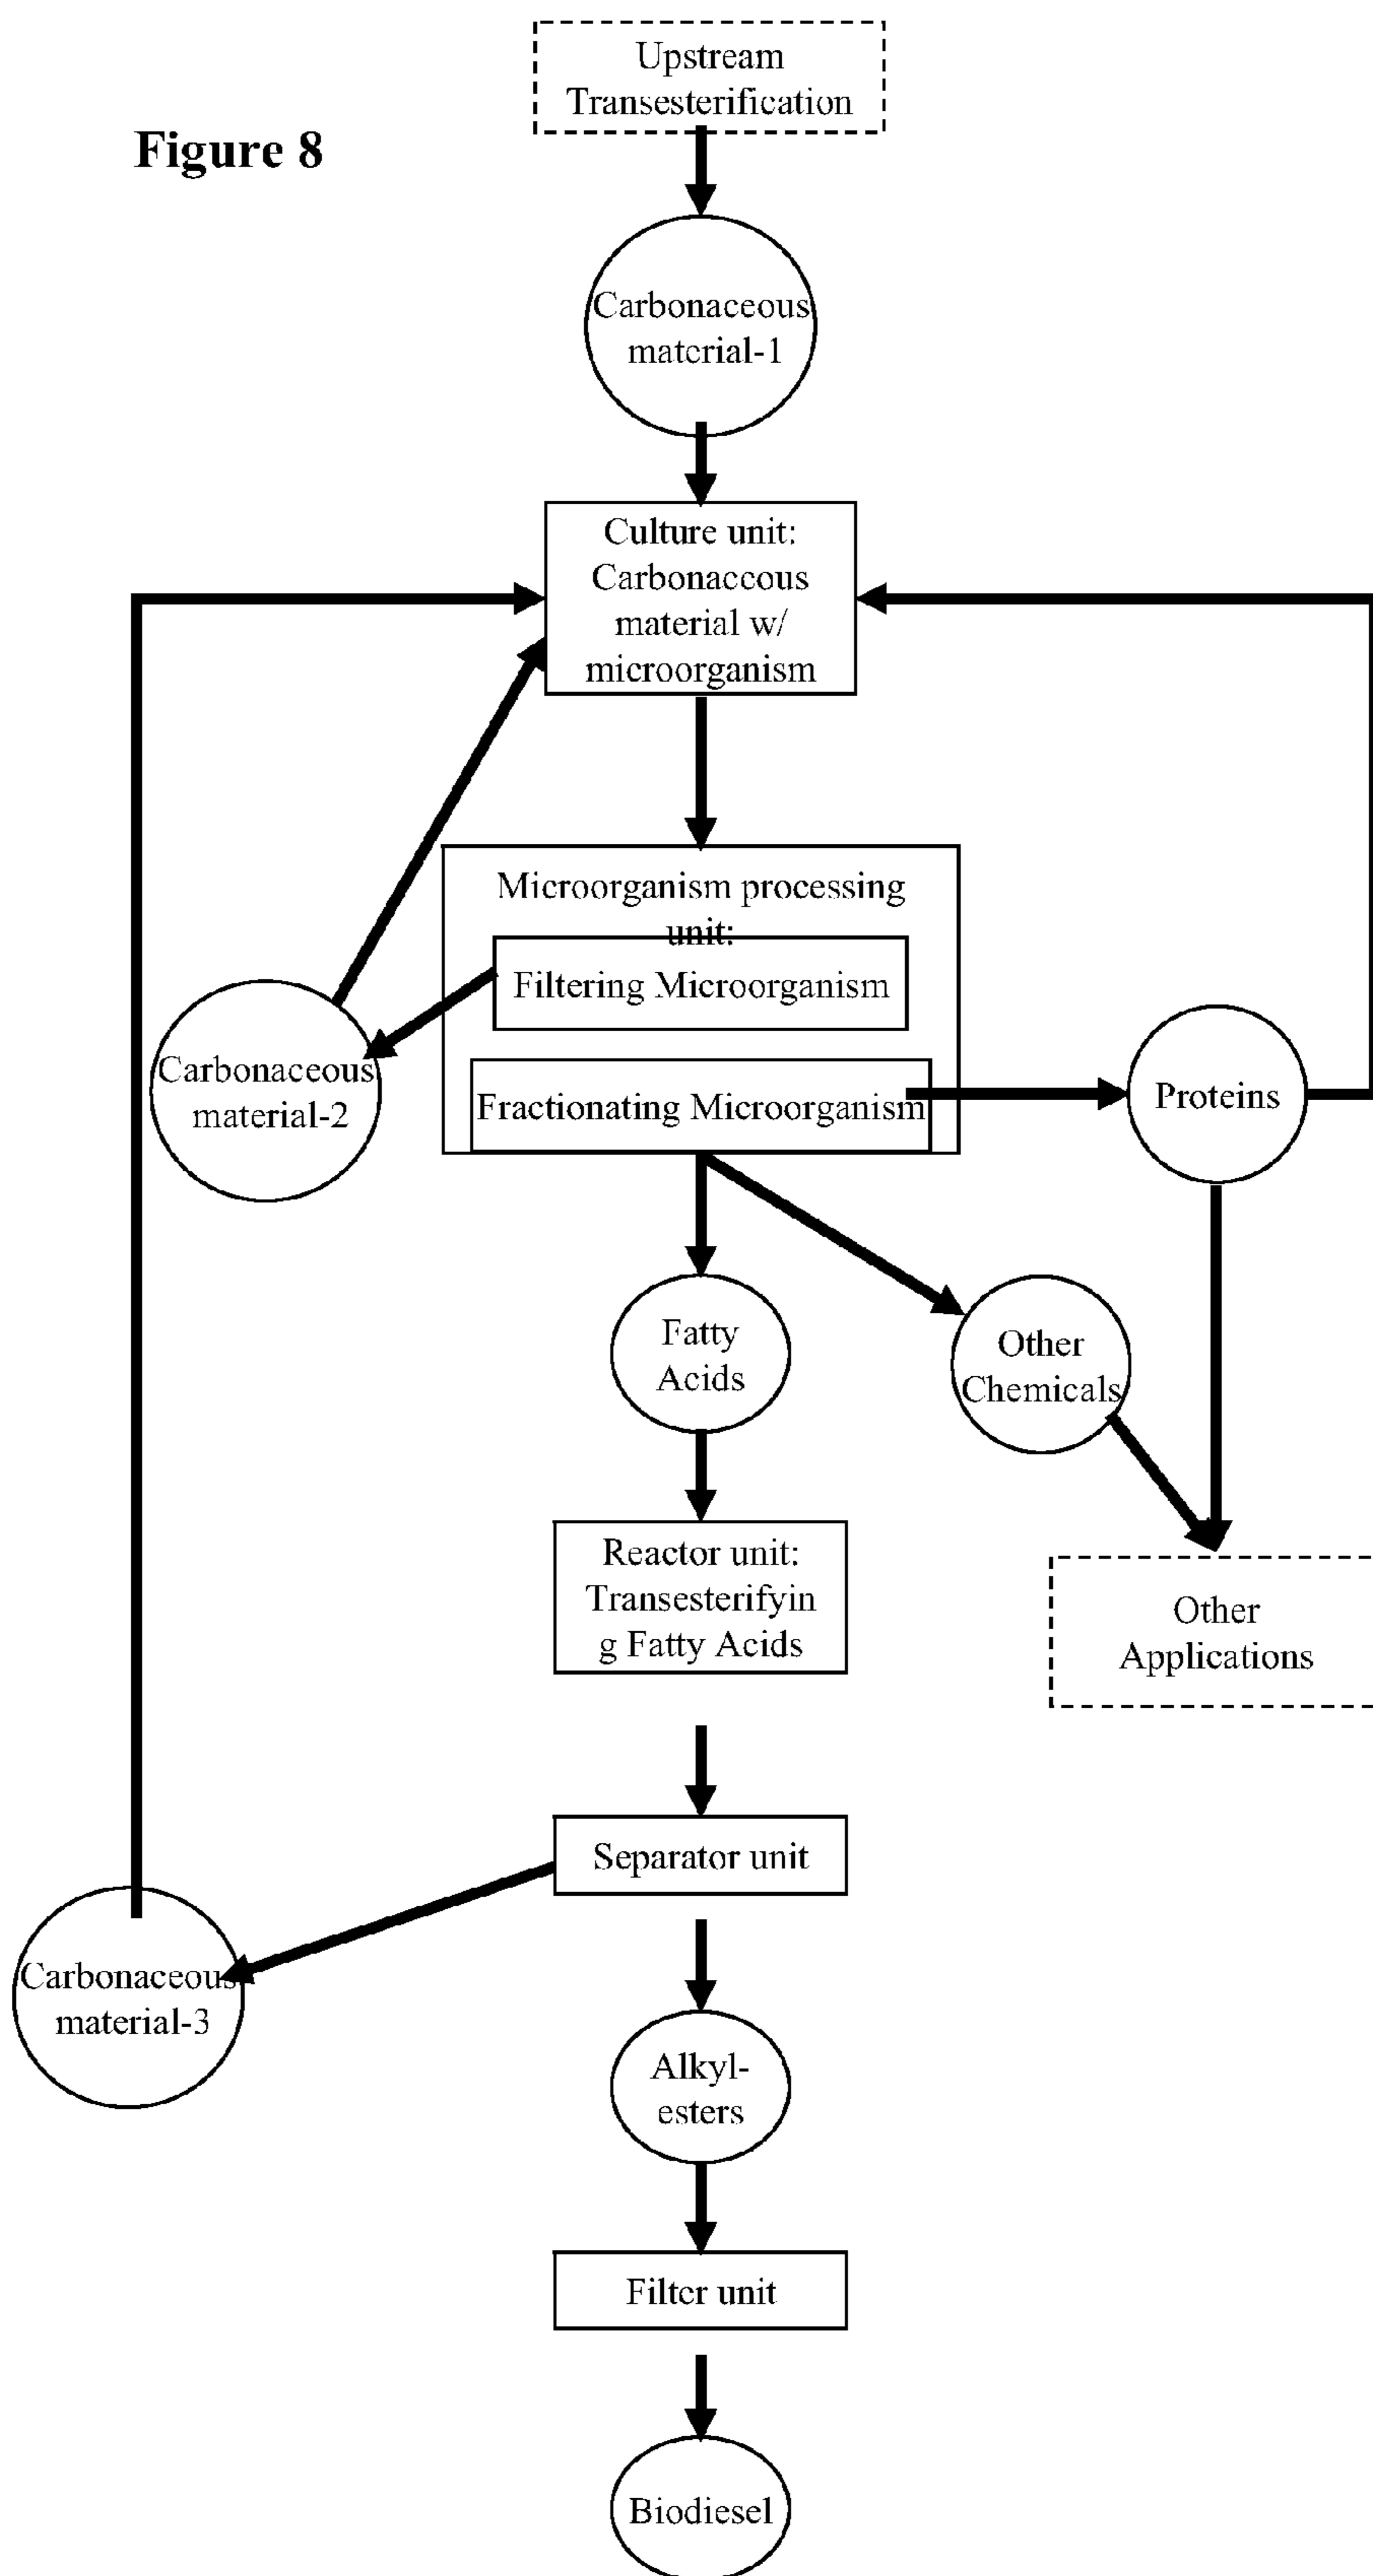 Upstream
Transesterification
Figure 8
Carbonaceous
material-1
Culture unit:
Carbonaceous
material w/
microorganism
Microorganism processing
unit:
Filtering Microorganism
Carbonaceous
material-2
Fractionating Microorganism
Proteins
Fatty
Acids
Other
Chemicals
Reactor unit:
Transesterifyin
g Fatty Acids
Other
Applications
Separator unit
Carbonaceous
material-3
Alkyl-
esters
Filter unit
Biodiesel